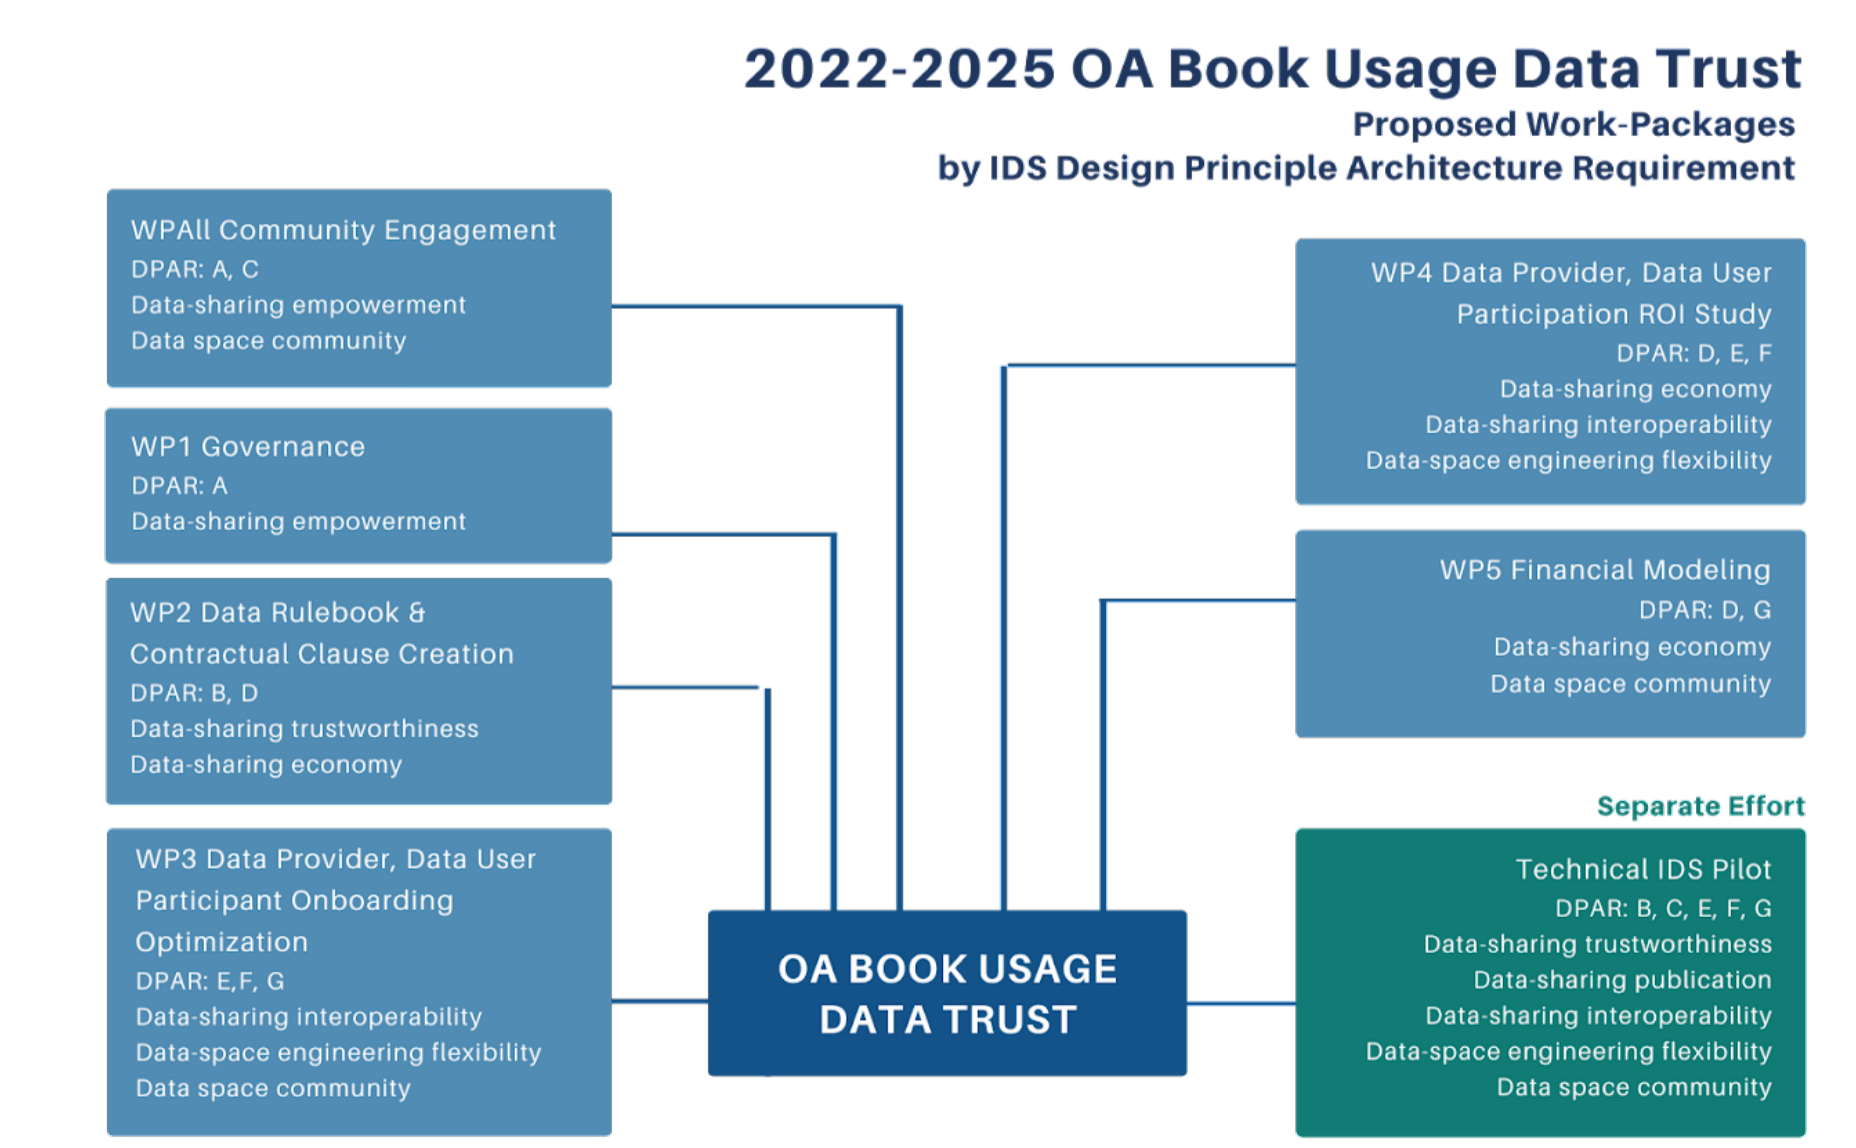 2022-2025 OA Book Usage Data Trust
Proposed Work-Packages
by IDS Design Principle Architecture Requirement
WPAll Community Engagement
DPAR: A, C
Data-sharing empowerment
Data space community
WP1 Governance
DPAR: A
Data-sharing empowerment
WP2 Data Rulebook &
Contractual Clause Creation
DPAR: B, D
Data-sharing trustworthiness
Data-sharing economy
WP3 Data Provider, Data User
Participant Onboarding
Optimization
DPAR: E,F, G
Data-sharing interoperability
Data-space engineering flexibility
Data space community
OA BOOK USAGE
DATA TRUST
WP4 Data Provider, Data User
Participation ROI Study
DPAR: D, E, F
Data-sharing economy
Data-sharing interoperability
Data-space engineering flexibility
WP5 Financial Modeling
DPAR: D, G
Data-sharing economy
Data space community
Separate Effort
Technical IDS Pilot
DPAR: B, C, E, F, G
Data-sharing trustworthiness
Data-sharing publication
Data-sharing interoperability
Data-space engineering flexibility
Data space community